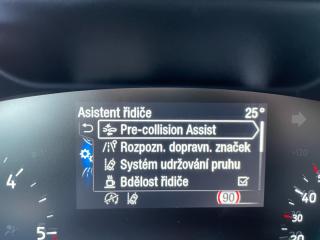 Asistent řidiče 25°
Pre-collision Assist
Rozpozn. dopravn. značek
Systém udržování pruhu
Bdělost řidiče
(90)
4
5
40
30
20